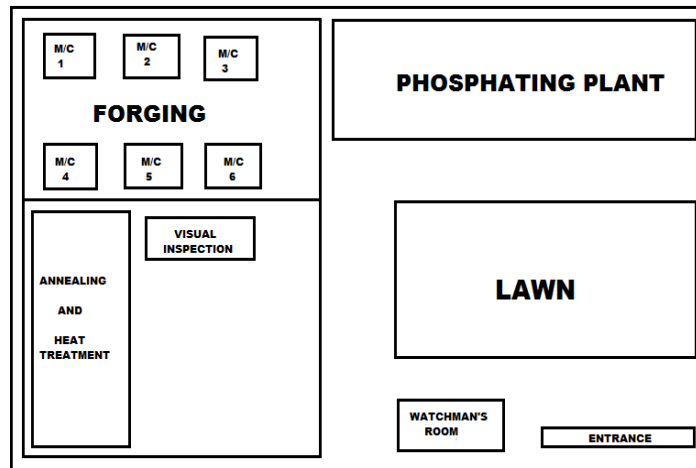 M/C
1
M/C
2
M/C
3
PHOSPHATING PLANT
FORGING
M/C
4
M/C
5
M/C
6
VISUAL
INSPECTION
ANNEALING
AND
HEAT
TREATMENT
LAWN
WATCHMAN'S
ROOM
ENTRANCE